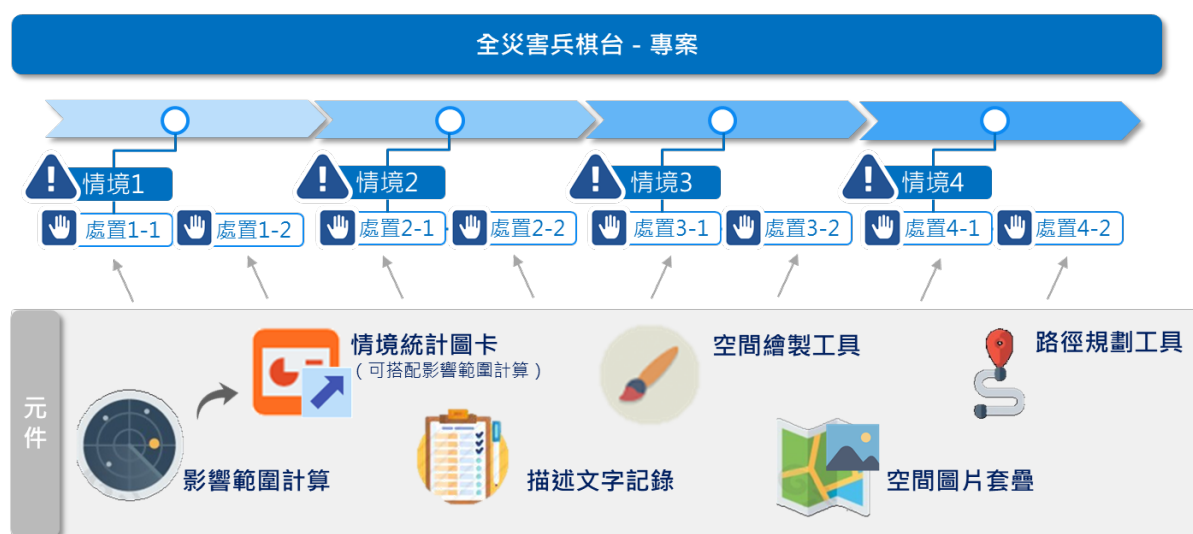 全災害兵棋台 - 專案
情境1
情境2
情境3
情境4
處置1-1
處置1-2
處置2-1
處置2-2
處置3-1
處置3-2
處置4-1
處置4-2
元件
情境統計圖卡
（可搭配影響範圍計算）
空間繪製工具
路徑規劃工具
影響範圍計算
描述文字記錄
空間圖片套疊